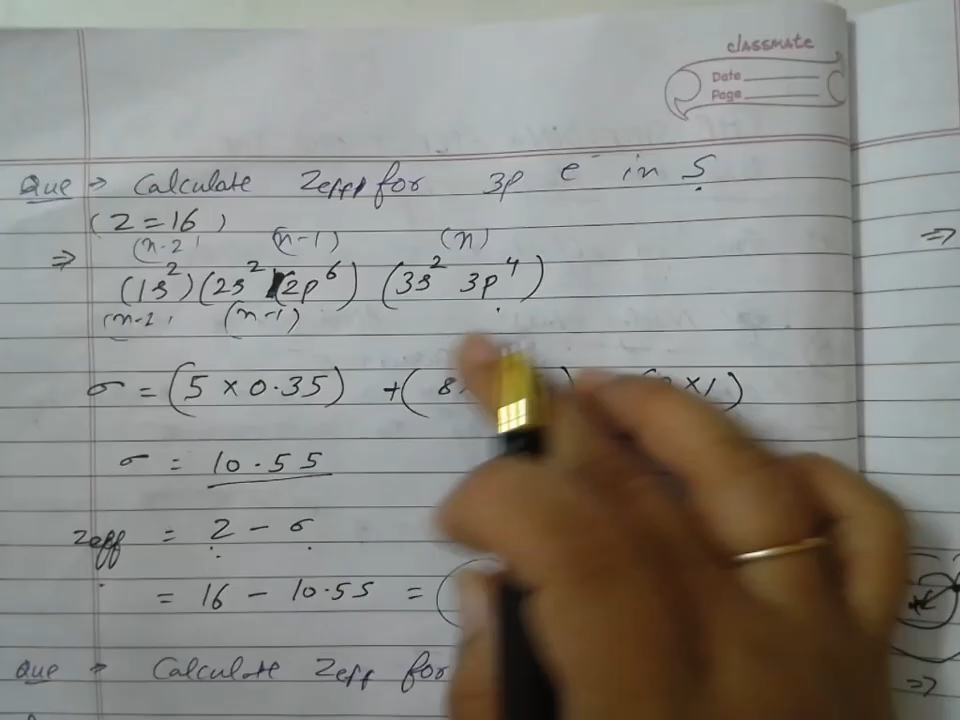 classmate
Date
Page
Que → Calculate Zeff for 3p e⁻ in S
(Z=16)
(n-2) (n-1) (n)
⇒ (1s²)(2s² 2p⁶) (3s² 3p⁴)
(n-2) (n-1)
σ = (5 × 0.35) + (8 ×1)
σ = 10.55
Zeff = Z - σ
= 16 - 10.55 = (
Que → Calculate Zeff for
⇒
⇒